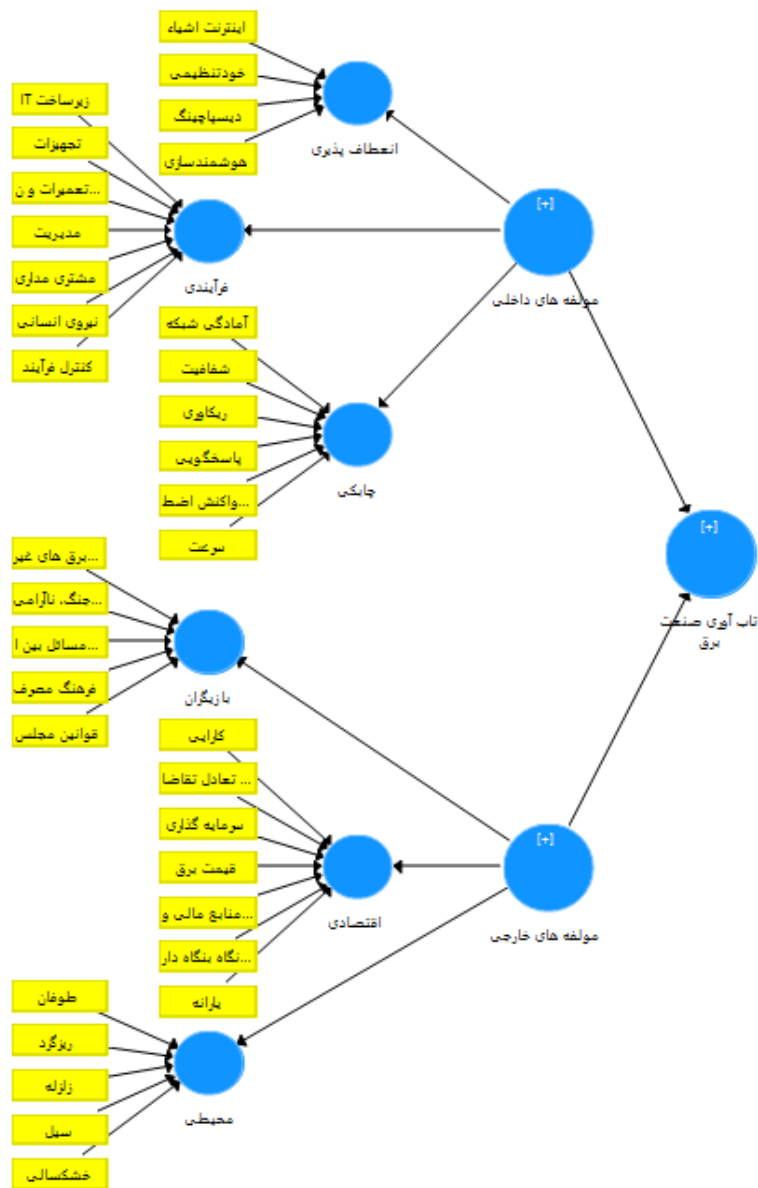 اینترنت اشیاء
خودتنظیمی
دیسپاچینگ
هوشمندسازی
انعطاف پذیری
زیرساخت IT
تجهیزات
تعمیرات و ن...
مدیریت
مشتری مداری
نیروی انسانی
کنترل فرآیند
فرآیندی
[+]
مولفه های داخلی
آمادگی شبکه
شفافیت
ریکاوری
پاسخگویی
واکنش اضط...
سرعت
چابکی
[+]
تاب آوری صنعت
برق
برق های غیر...
جنگ، ناآرامی...
مسائل بین ا...
فرهنگ مصرف
قوانین مجلس
بازیگران
کارایی
تعادل تقاضا ...
سرمایه گذاری
قیمت برق
منابع مالی و...
نگاه بنگاه دار...
یارانه
اقتصادی
[+]
مولفه های خارجی
طوفان
ریزگرد
زلزله
سیل
خشکسالی
محیطی